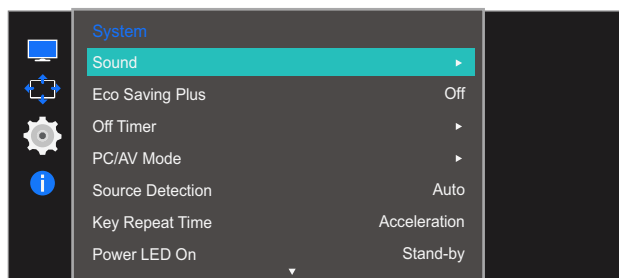 System
Sound
Eco Saving Plus Off
Off Timer
PC/AV Mode
Source Detection Auto
Key Repeat Time Acceleration
Power LED On Stand-by